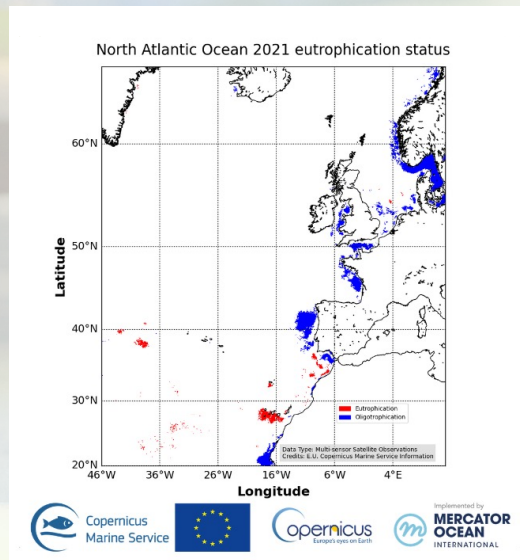 North Atlantic Ocean 2021 eutrophication status
60°N
50°N
40°N
30°N
20°N
Latitude
46°W 36°W 26°W 16°W 6°W 4°E
Longitude
Eutrophication
Oligotrophication
Data Type: Multi-sensor Satellite Observations
Credits: E.U. Copernicus Marine Service Information
Copernicus
Marine Service
opernicus
Europe's eyes on Earth
Implemented by
MERCATOR
OCEAN
INTERNATIONAL